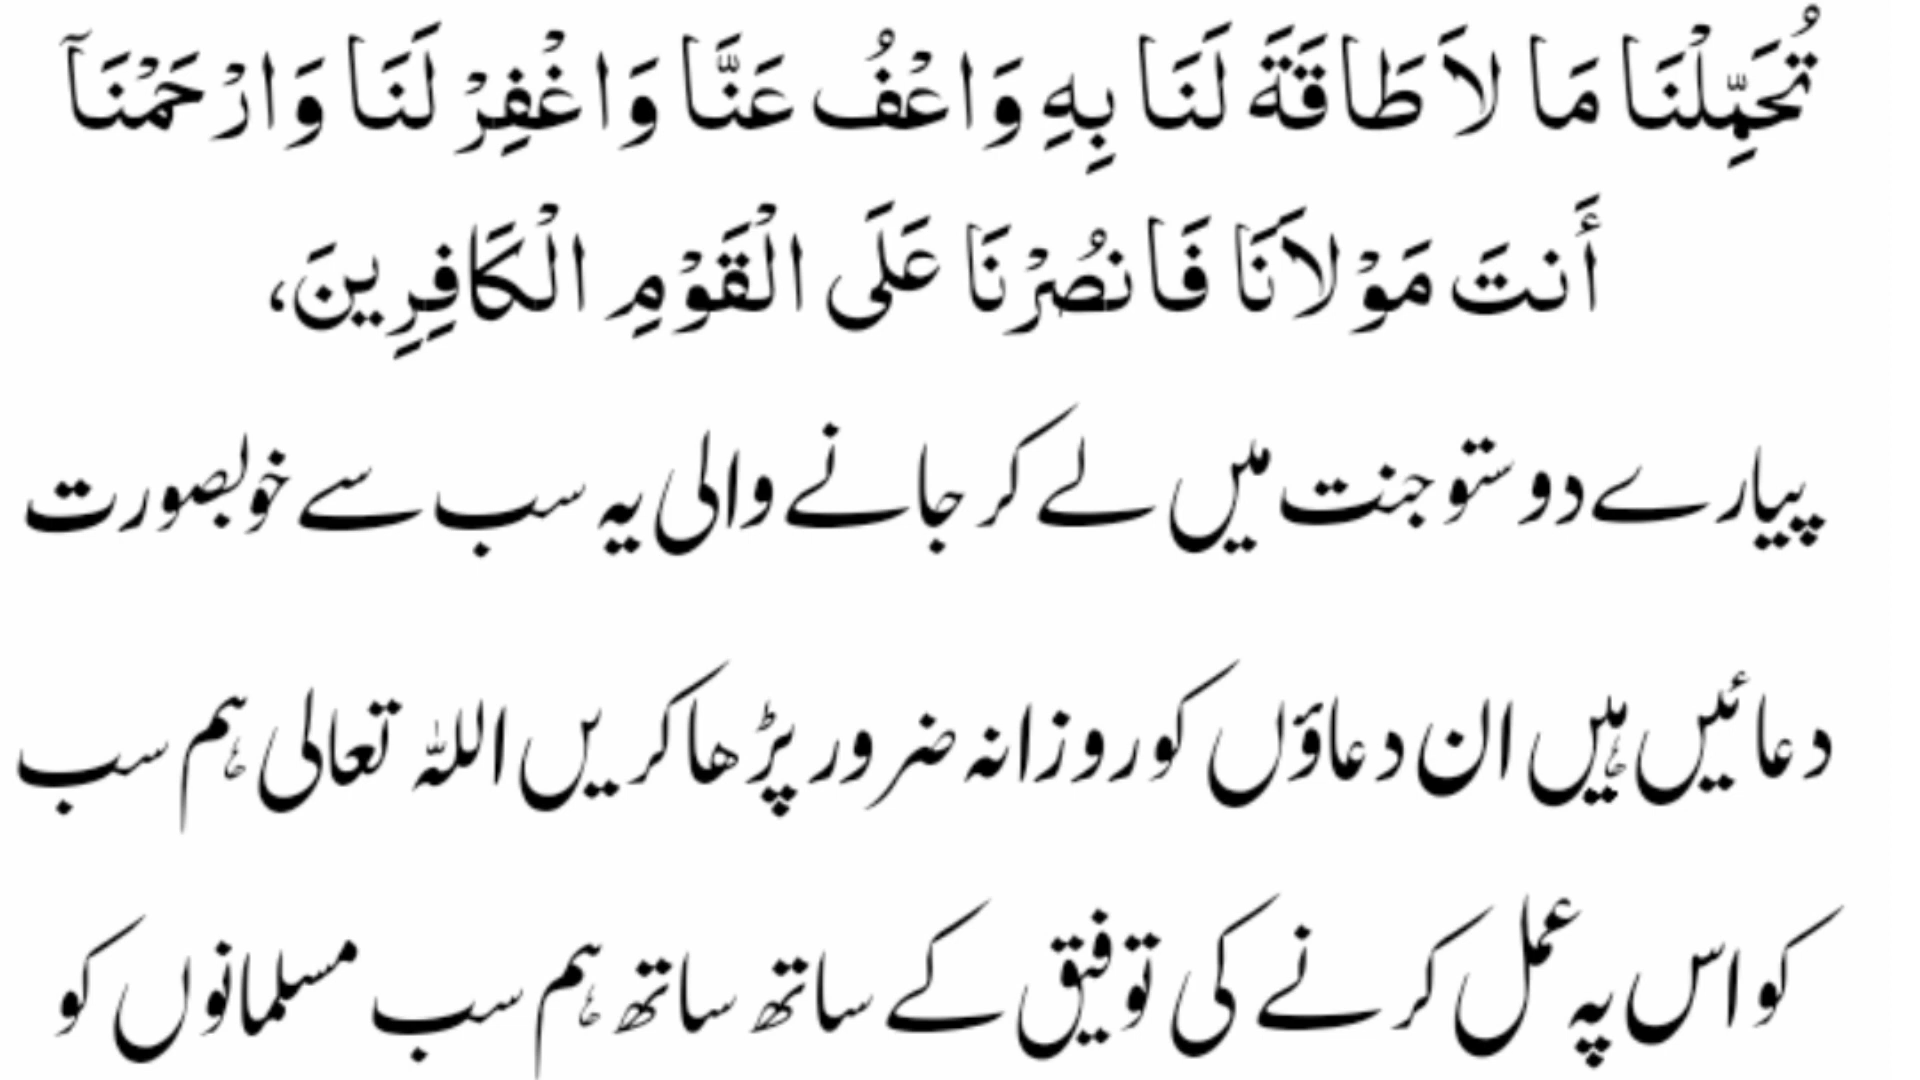 تُحَمِّلْنَا مَا لاَ طَاقَةَ لَنَا بِهِ وَاعْفُ عَنَّا وَاغْفِرْ لَنَا وَارْحَمْنَآ
أَنتَ مَوْلاَنَا فَانصُرْنَا عَلَى الْقَوْمِ الْكَافِرِينَ،
پیارے دوستو جنت میں لے کر جانے والی یہ سب سے خوبصورت
دعائیں ہیں ان دعاؤں کو روزانہ ضرور پڑھا کریں اللہ تعالی ہم سب
کو اس پہ عمل کرنے کی توفیق کے ساتھ ساتھ ہم سب مسلمانوں کو